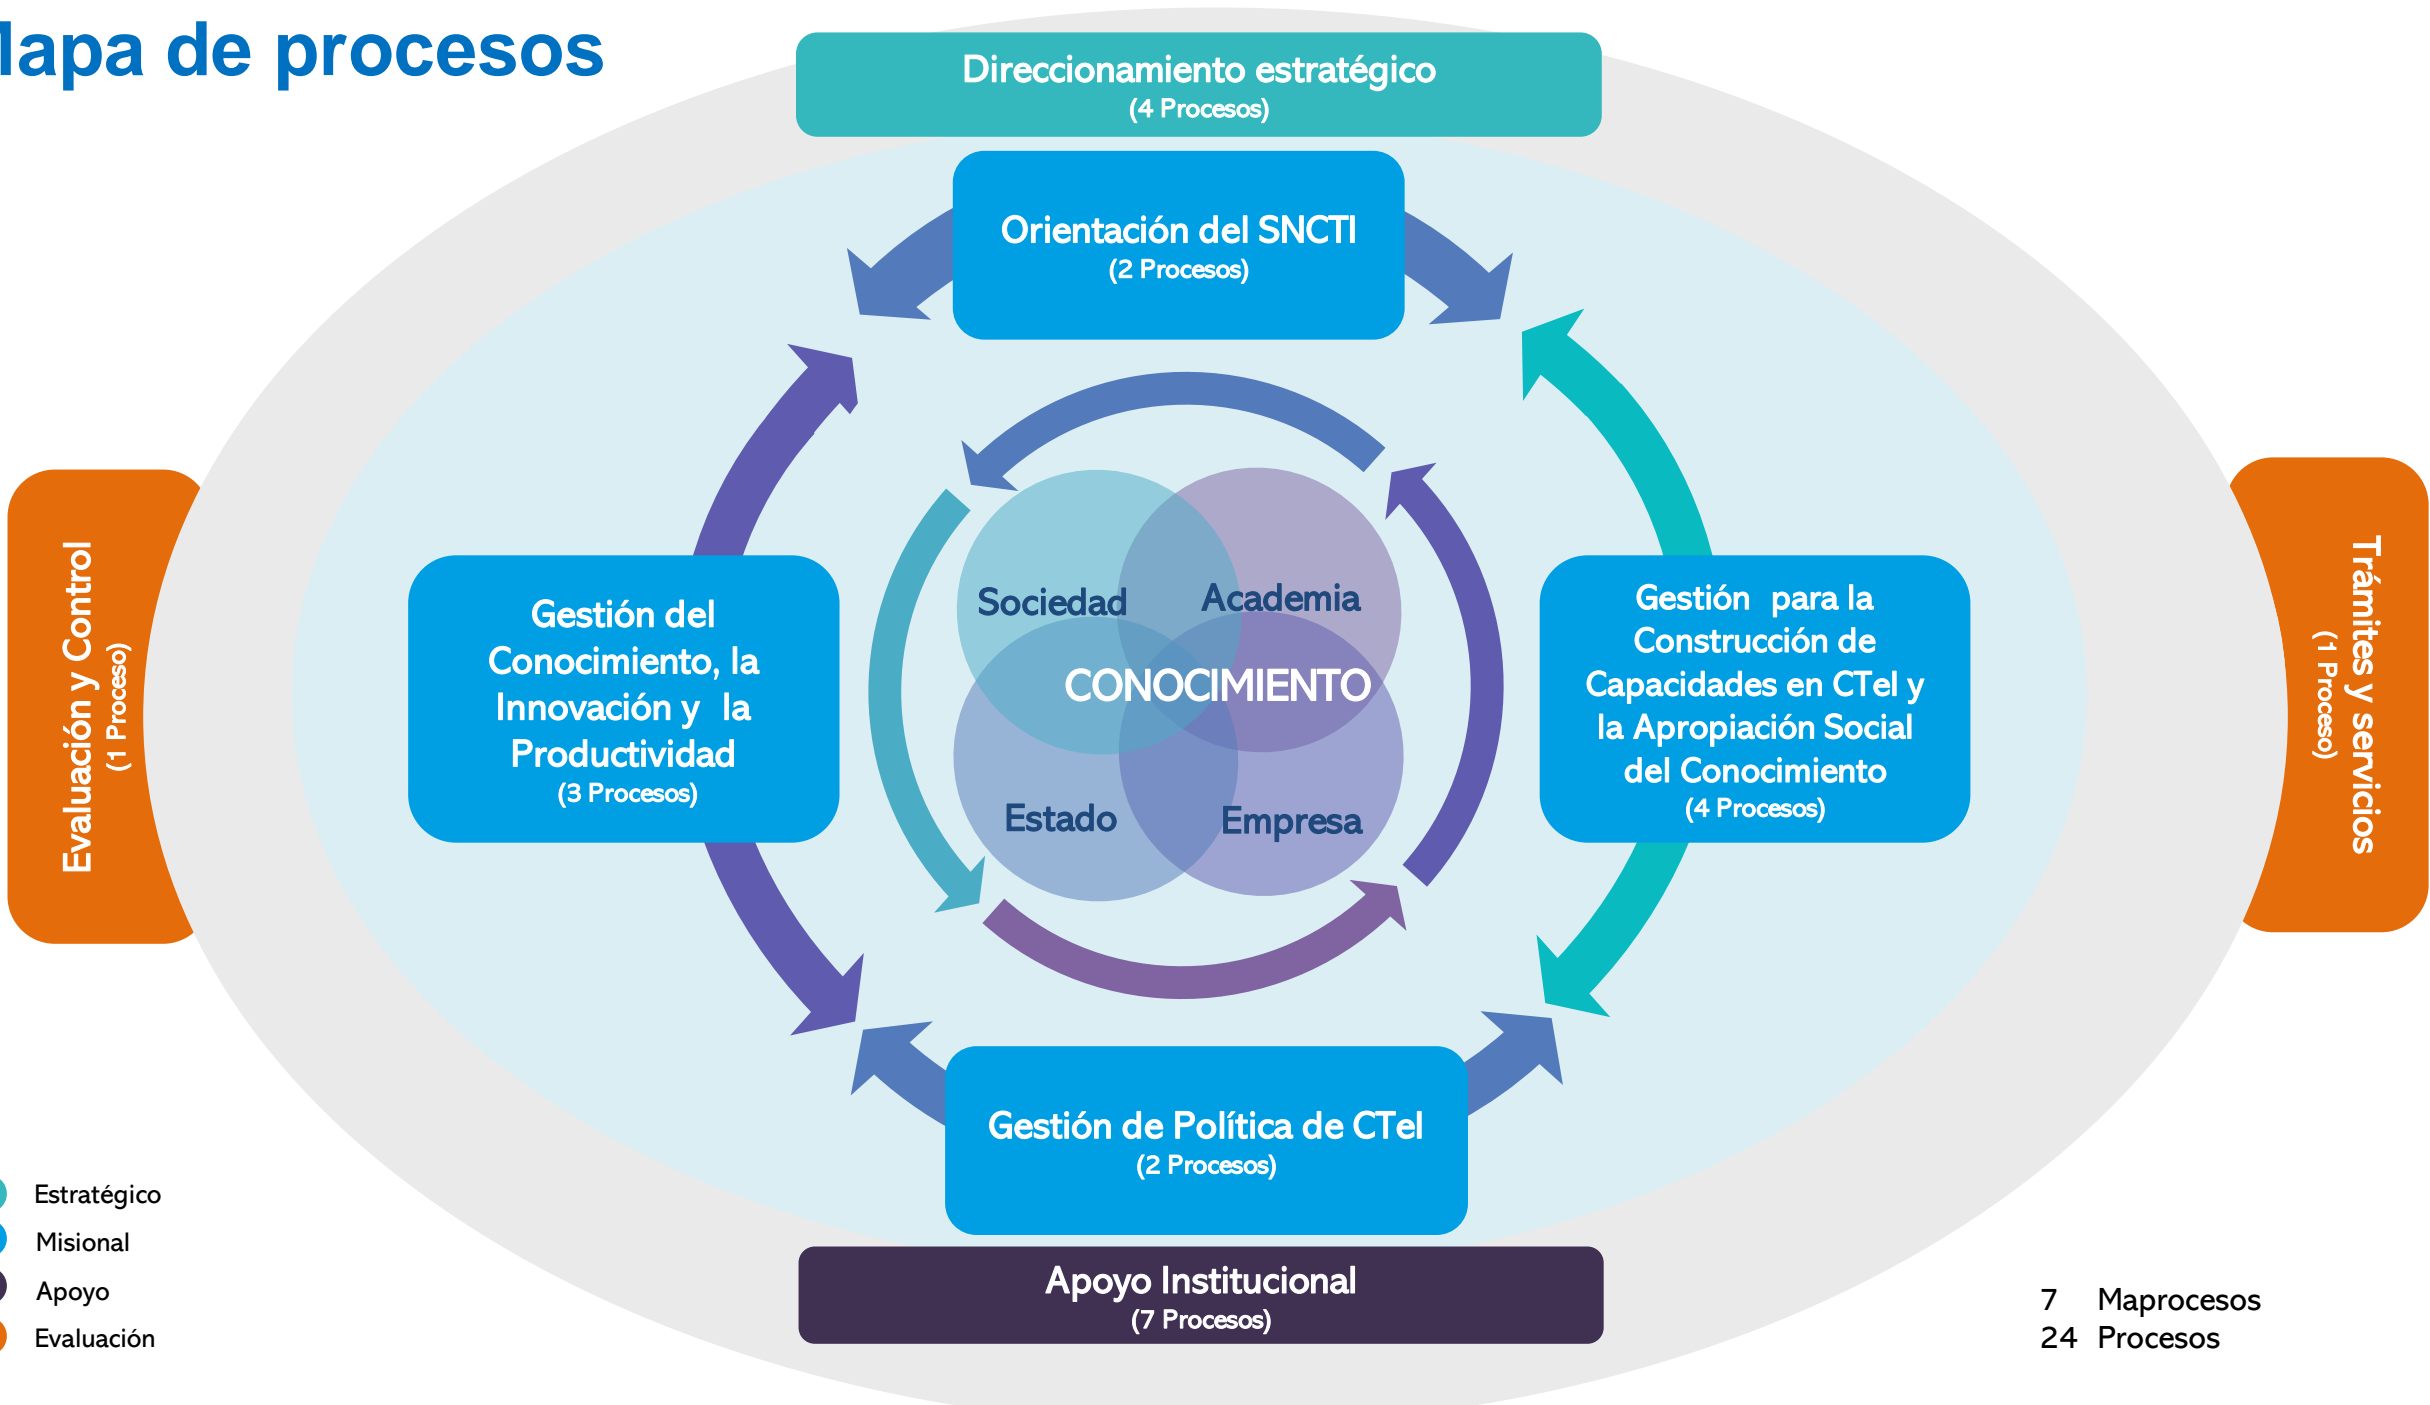 apa de procesos
Direccionamiento estratégico
(4 Procesos)
Orientación del SNCTI
(2 Procesos)
Evaluación y Control
(1 Proceso)
Gestión del
Conocimiento, la
Innovación y la
Productividad
(3 Procesos)
Sociedad
Academia
CONOCIMIENTO
Estado
Empresa
Gestión para la
Construcción de
Capacidades en CTeI y
la Apropiación Social
del Conocimiento
(4 Procesos)
Trámites y servicios
(1 Proceso)
Gestión de Política de CTeI
(2 Procesos)
Apoyo Institucional
(7 Procesos)
Estratégico
Misional
Apoyo
Evaluación
7 Maprocesos
24 Procesos